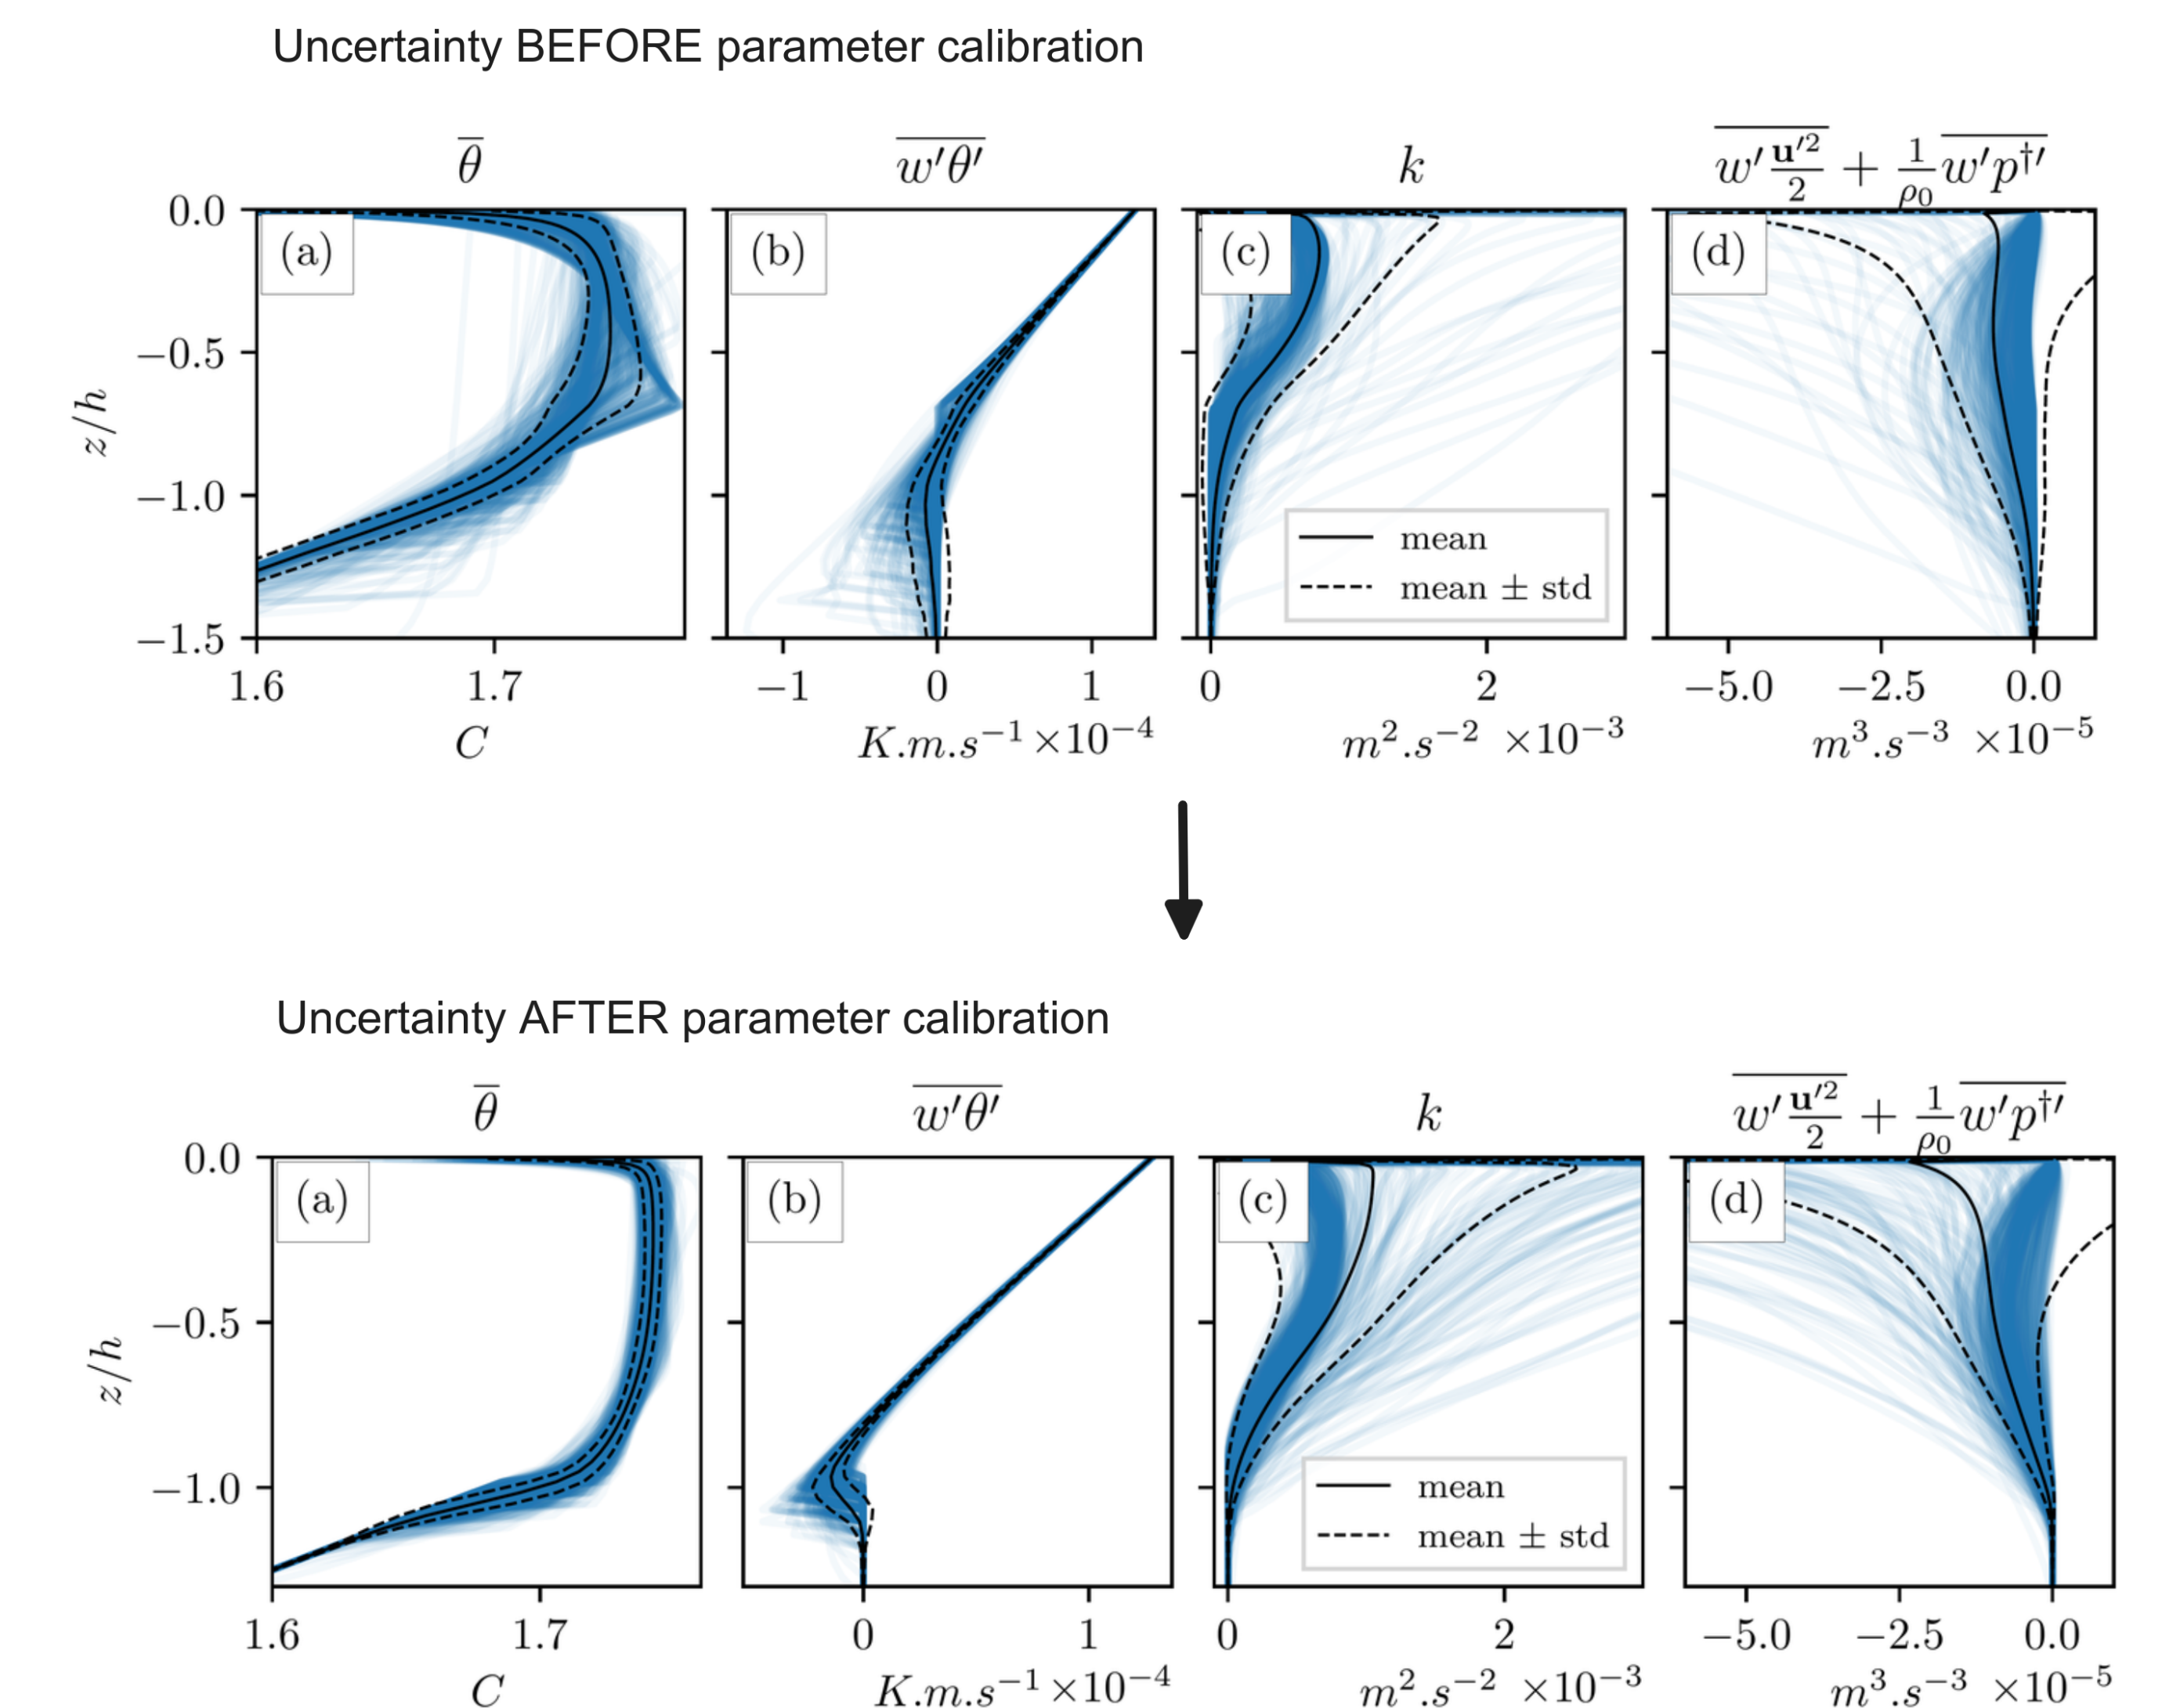 Uncertainty BEFORE parameter calibration
θ̅
w′θ′
k
w′ u′²/2 + 1/ρ₀ w′p†′
(a)
(b)
(c)
(d)
0.0
−0.5
−1.0
−1.5
z/h
mean
mean ± std
1.6 1.7
−1 0 1
0 2
−5.0 −2.5 0.0
C
K.m.s⁻¹ ×10⁻⁴
m².s⁻² ×10⁻³
m³.s⁻³ ×10⁻⁵
Uncertainty AFTER parameter calibration
θ̅
w′θ′
k
w′ u′²/2 + 1/ρ₀ w′p†′
(a)
(b)
(c)
(d)
0.0
−0.5
−1.0
z/h
mean
mean ± std
1.6 1.7
0 1
0 2
−5.0 −2.5 0.0
C
K.m.s⁻¹ ×10⁻⁴
m².s⁻² ×10⁻³
m³.s⁻³ ×10⁻⁵